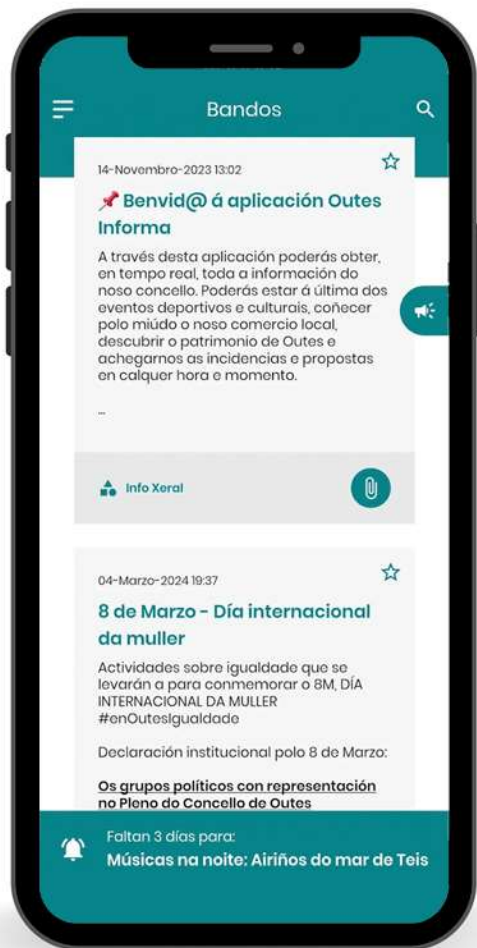 Bandos
14-Novembro-2023 13:02
Benvid@ á aplicación Outes
Informa
A través desta aplicación poderás obter,
en tempo real, toda a información do
noso concello. Poderás estar á última dos
eventos deportivos e culturais, coñecer
polo miúdo o noso comercio local,
descubrir o patrimonio de Outes e
achegarnos as incidencias e propostas
en calquer hora e momento.
...
Info Xeral
04-Marzo-2024 19:37
8 de Marzo - Día internacional
da muller
Actividades sobre igualdade que se
levarán a para conmemorar o 8M, DÍA
INTERNACIONAL DA MULLER
#enOutesIgualdade
Declaración institucional polo 8 de Marzo:
Os grupos políticos con representación
no Pleno do Concello de Outes
Faltan 3 días para:
Músicas na noite: Airiños do mar de Teis